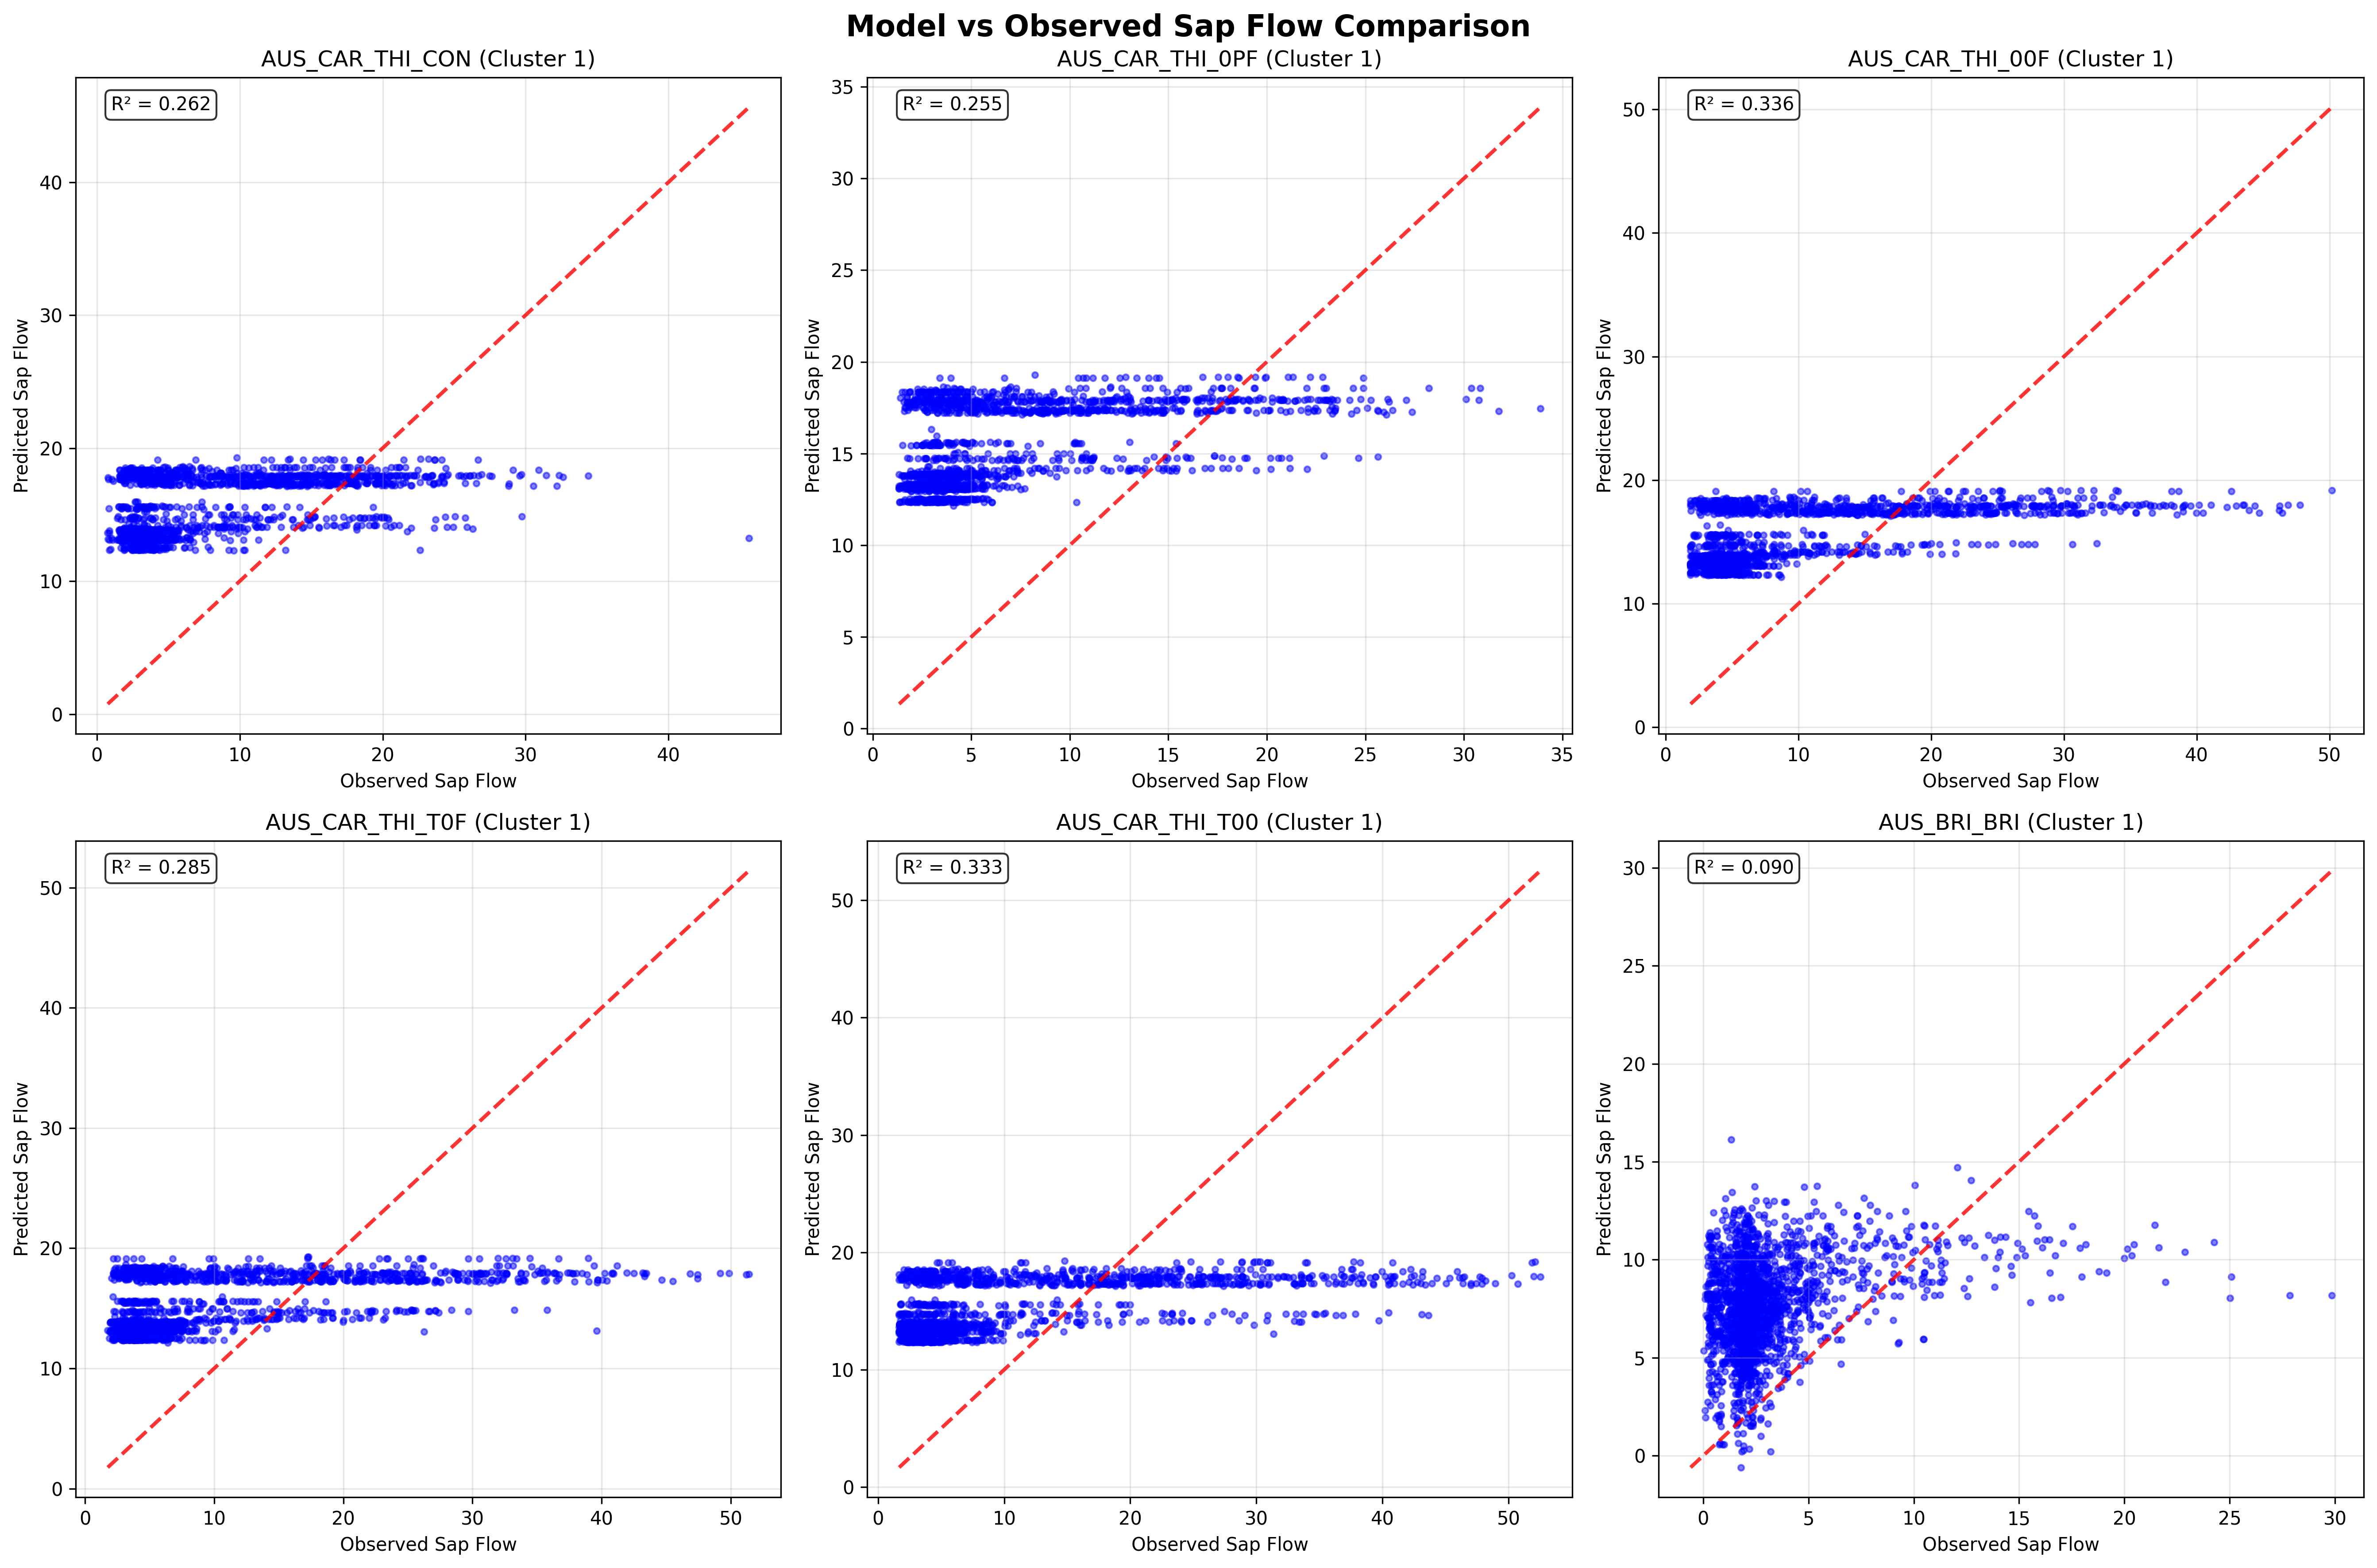 Model vs Observed Sap Flow Comparison
AUS_CAR_THI_CON (Cluster 1)
R² = 0.262
40
30
20
10
0
Predicted Sap Flow
0 10 20 30 40
Observed Sap Flow
AUS_CAR_THI_0PF (Cluster 1)
R² = 0.255
35
30
25
20
15
10
5
0
Predicted Sap Flow
0 5 10 15 20 25 30 35
Observed Sap Flow
AUS_CAR_THI_00F (Cluster 1)
R² = 0.336
50
40
30
20
10
0
Predicted Sap Flow
0 10 20 30 40 50
Observed Sap Flow
AUS_CAR_THI_T0F (Cluster 1)
R² = 0.285
50
40
30
20
10
0
Predicted Sap Flow
0 10 20 30 40 50
Observed Sap Flow
AUS_CAR_THI_T00 (Cluster 1)
R² = 0.333
50
40
30
20
10
0
Predicted Sap Flow
0 10 20 30 40 50
Observed Sap Flow
AUS_BRI_BRI (Cluster 1)
R² = 0.090
30
25
20
15
10
5
0
Predicted Sap Flow
0 5 10 15 20 25 30
Observed Sap Flow